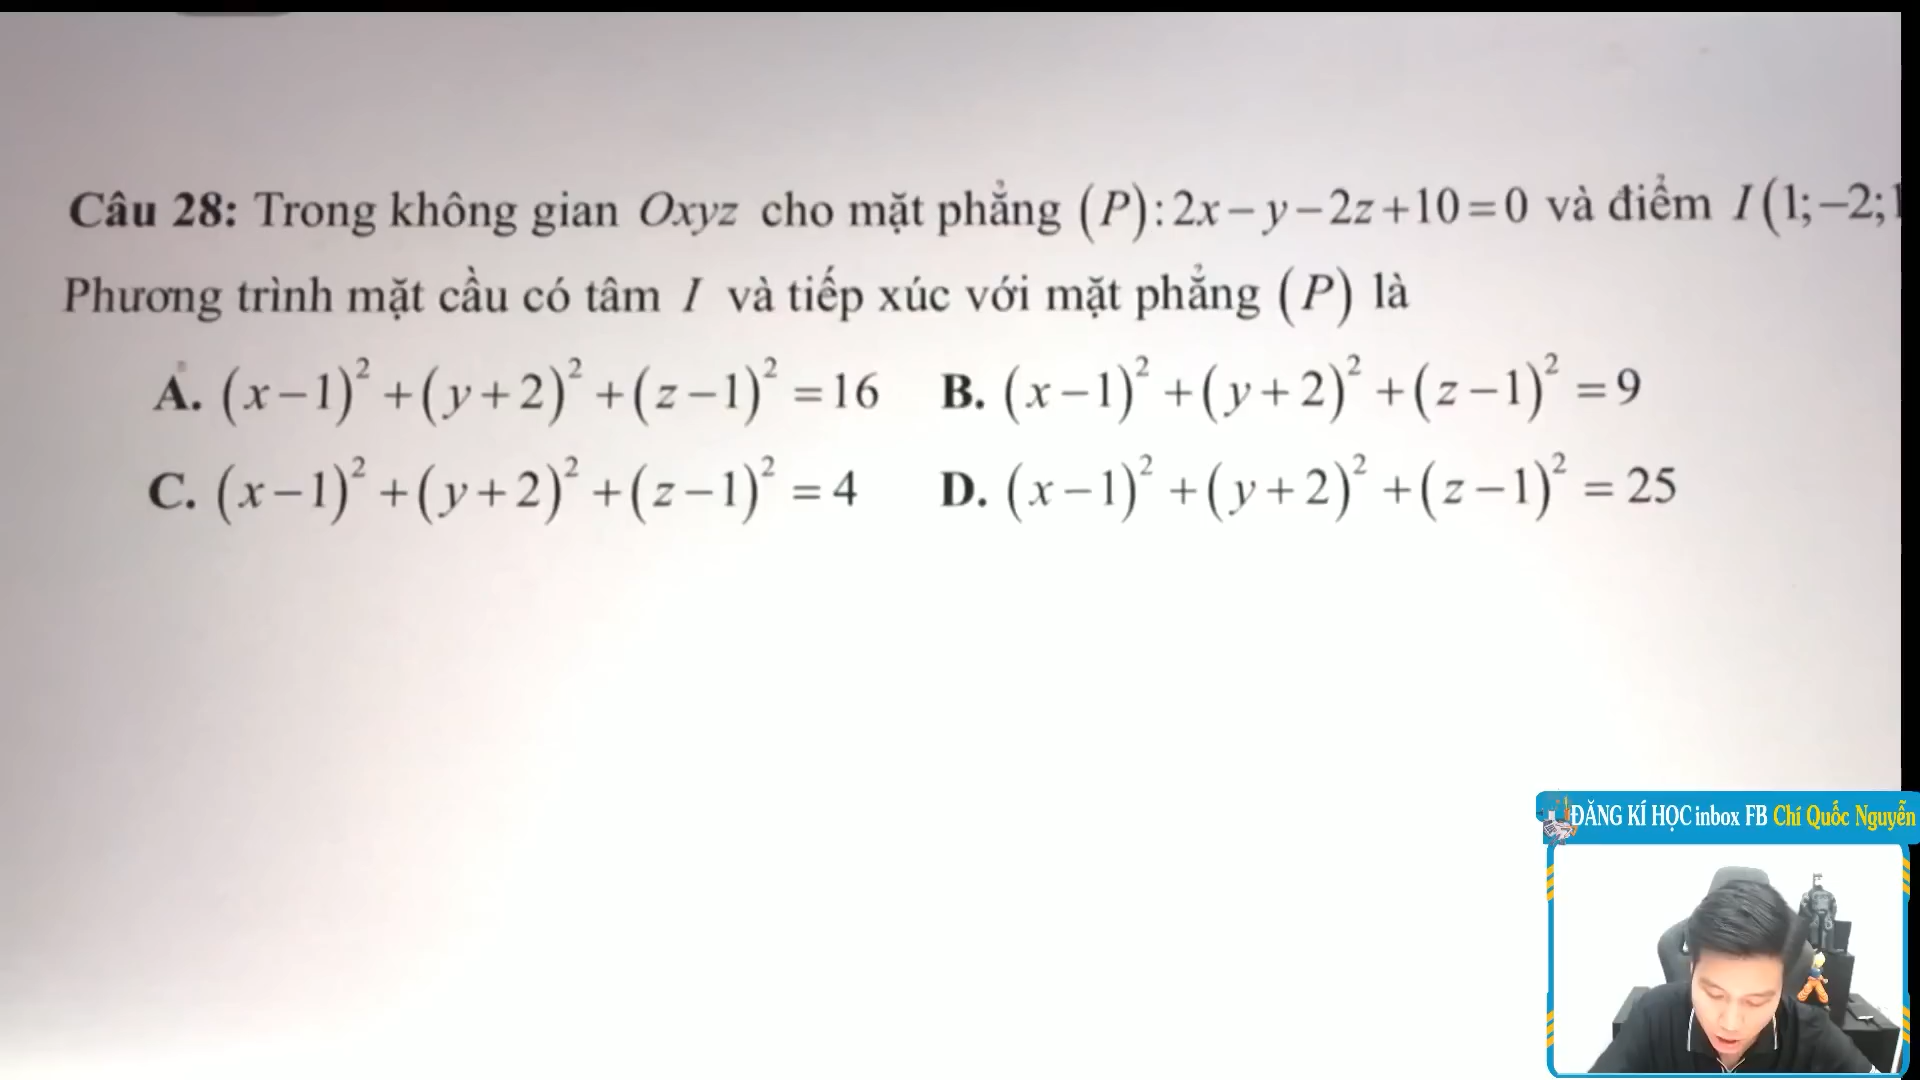 Câu 28: Trong không gian Oxyz cho mặt phẳng (P): 2x − y − 2z + 10 = 0 và điểm I(1; −2; 1
Phương trình mặt cầu có tâm I và tiếp xúc với mặt phẳng (P) là
A. (x − 1)² + (y + 2)² + (z − 1)² = 16 B. (x − 1)² + (y + 2)² + (z − 1)² = 9
C. (x − 1)² + (y + 2)² + (z − 1)² = 4 D. (x − 1)² + (y + 2)² + (z − 1)² = 25
ĐĂNG KÍ HỌC inbox FB Chí Quốc Nguyễn